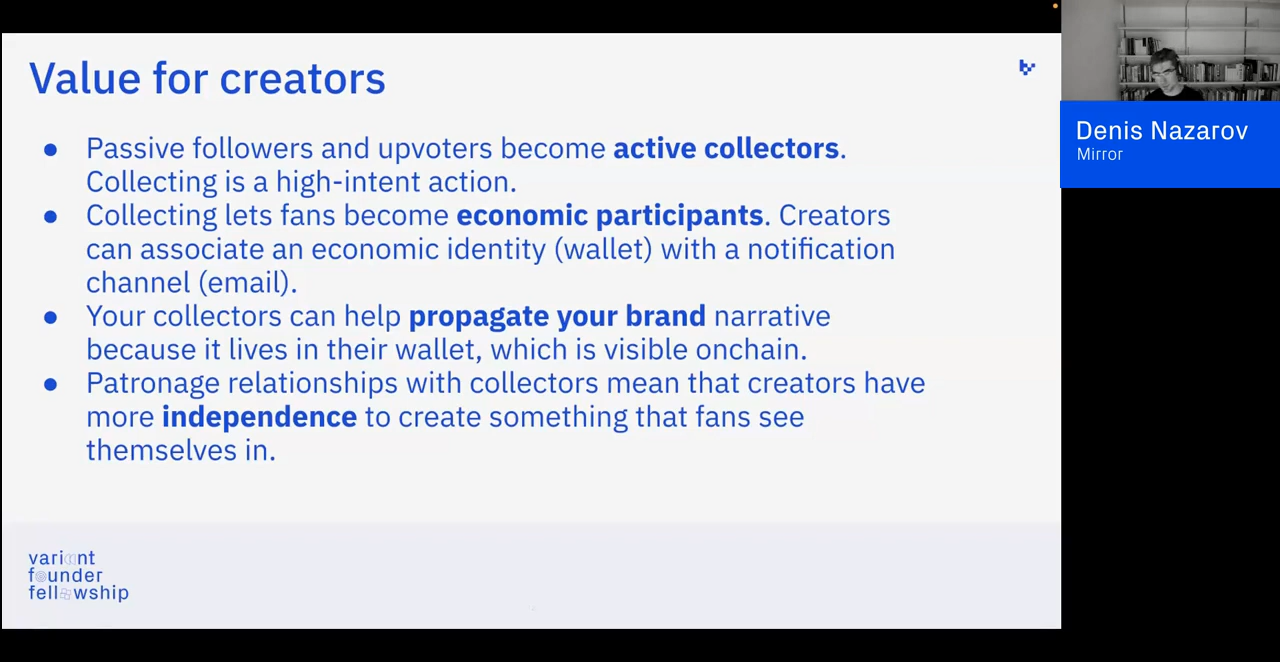 Value for creators
● Passive followers and upvoters become active collectors.
Collecting is a high-intent action.
● Collecting lets fans become economic participants. Creators
can associate an economic identity (wallet) with a notification
channel (email).
● Your collectors can help propagate your brand narrative
because it lives in their wallet, which is visible onchain.
● Patronage relationships with collectors mean that creators have
more independence to create something that fans see
themselves in.
variant
founder
fellowship
Denis Nazarov
Mirror